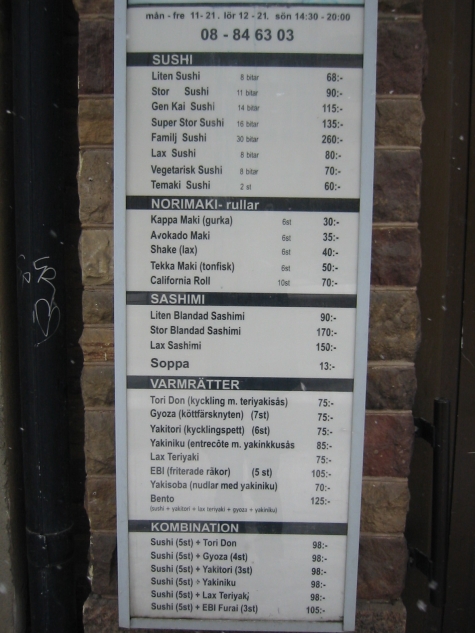 mån - fre 11- 21. lör 12 - 21, sön 14:30 - 20:00
08 - 84 63 03
SUSHI
Liten Sushi 8 bitar 68:-
Stor Sushi 11 bitar 90:-
Gen Kai Sushi 14 bitar 115:-
Super Stor Sushi 16 bitar 135:-
Familj Sushi 30 bitar 260:-
Lax Sushi 8 bitar 80:-
Vegetarisk Sushi 8 bitar 70:-
Temaki Sushi 2 st 60:-
NORIMAKI- rullar
Kappa Maki (gurka) 6st 30:-
Avokado Maki 6st 35:-
Shake (lax) 6st 40:-
Tekka Maki (tonfisk) 6st 50:-
California Roll 10st 70:-
SASHIMI
Liten Blandad Sashimi 90:-
Stor Blandad Sashimi 170:-
Lax Sashimi 150:-
Soppa 13:-
VARMRÄTTER
Tori Don (kyckling m. teriyakisås) 75:-
Gyoza (köttfärsknyten) (7st) 75:-
Yakitori (kycklingspett) (6st) 75:-
Yakiniku (entrecôte m. yakinkkusås 85:-
Lax Teriyaki 75:-
EBI (friterade räkor) (5 st) 105:-
Yakisoba (nudlar med yakiniku) 70:-
Bento 125:-
(sushi + yakitori + lax teriyaki + gyoza + yakiniku)
KOMBINATION
Sushi (5st) + Tori Don 98:-
Sushi (5st) + Gyoza (4st) 98:-
Sushi (5st) + Yakitori (3st) 98:-
Sushi (5st) + Yakiniku 98:-
Sushi (5st) + Lax Teriyaki 98:-
Sushi (5st) + EBI Furai (3st) 105:-